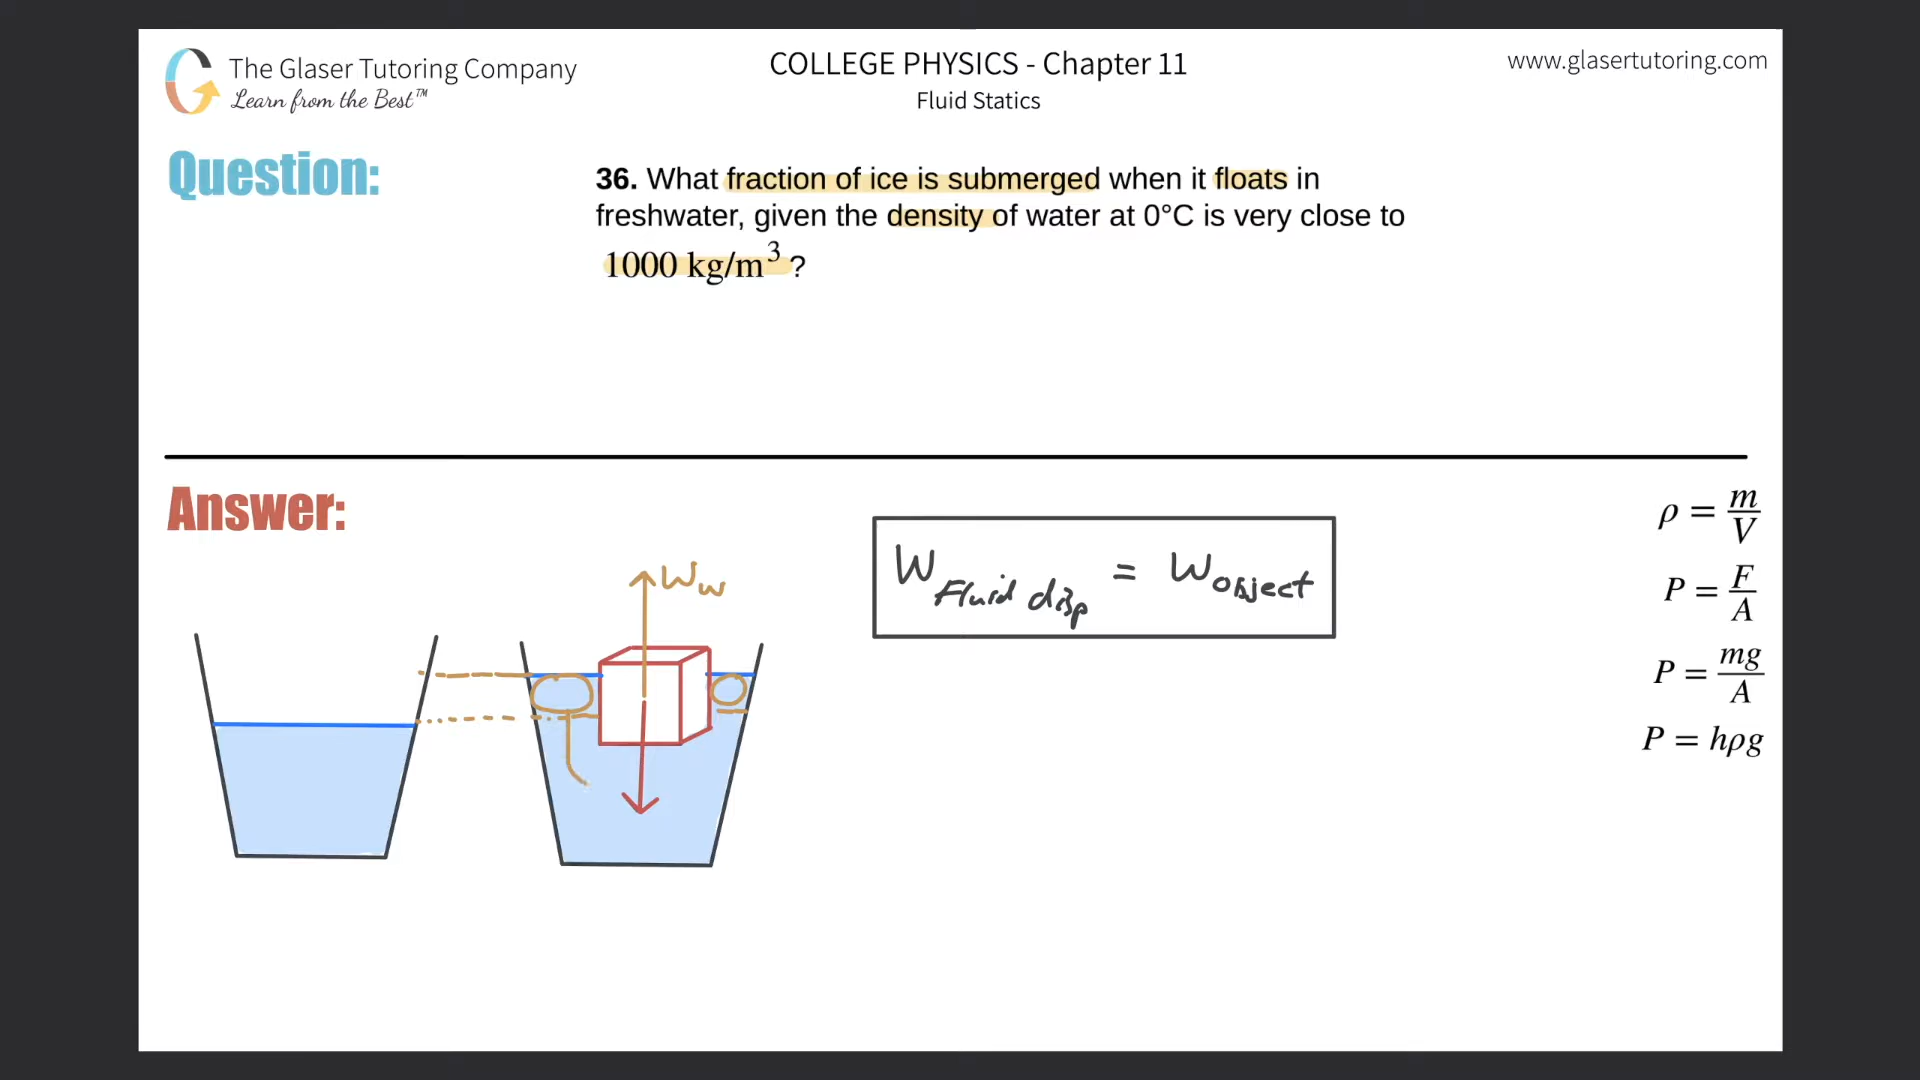 The Glaser Tutoring Company
Learn from the Best™
COLLEGE PHYSICS - Chapter 11
Fluid Statics
www.glasertutoring.com
Question:
36. What fraction of ice is submerged when it floats in
freshwater, given the density of water at 0°C is very close to
1000 kg/m³ ?
Answer:
W Fluid disp = W object
W w
ρ = m/V
P = F/A
P = mg/A
P = hρg